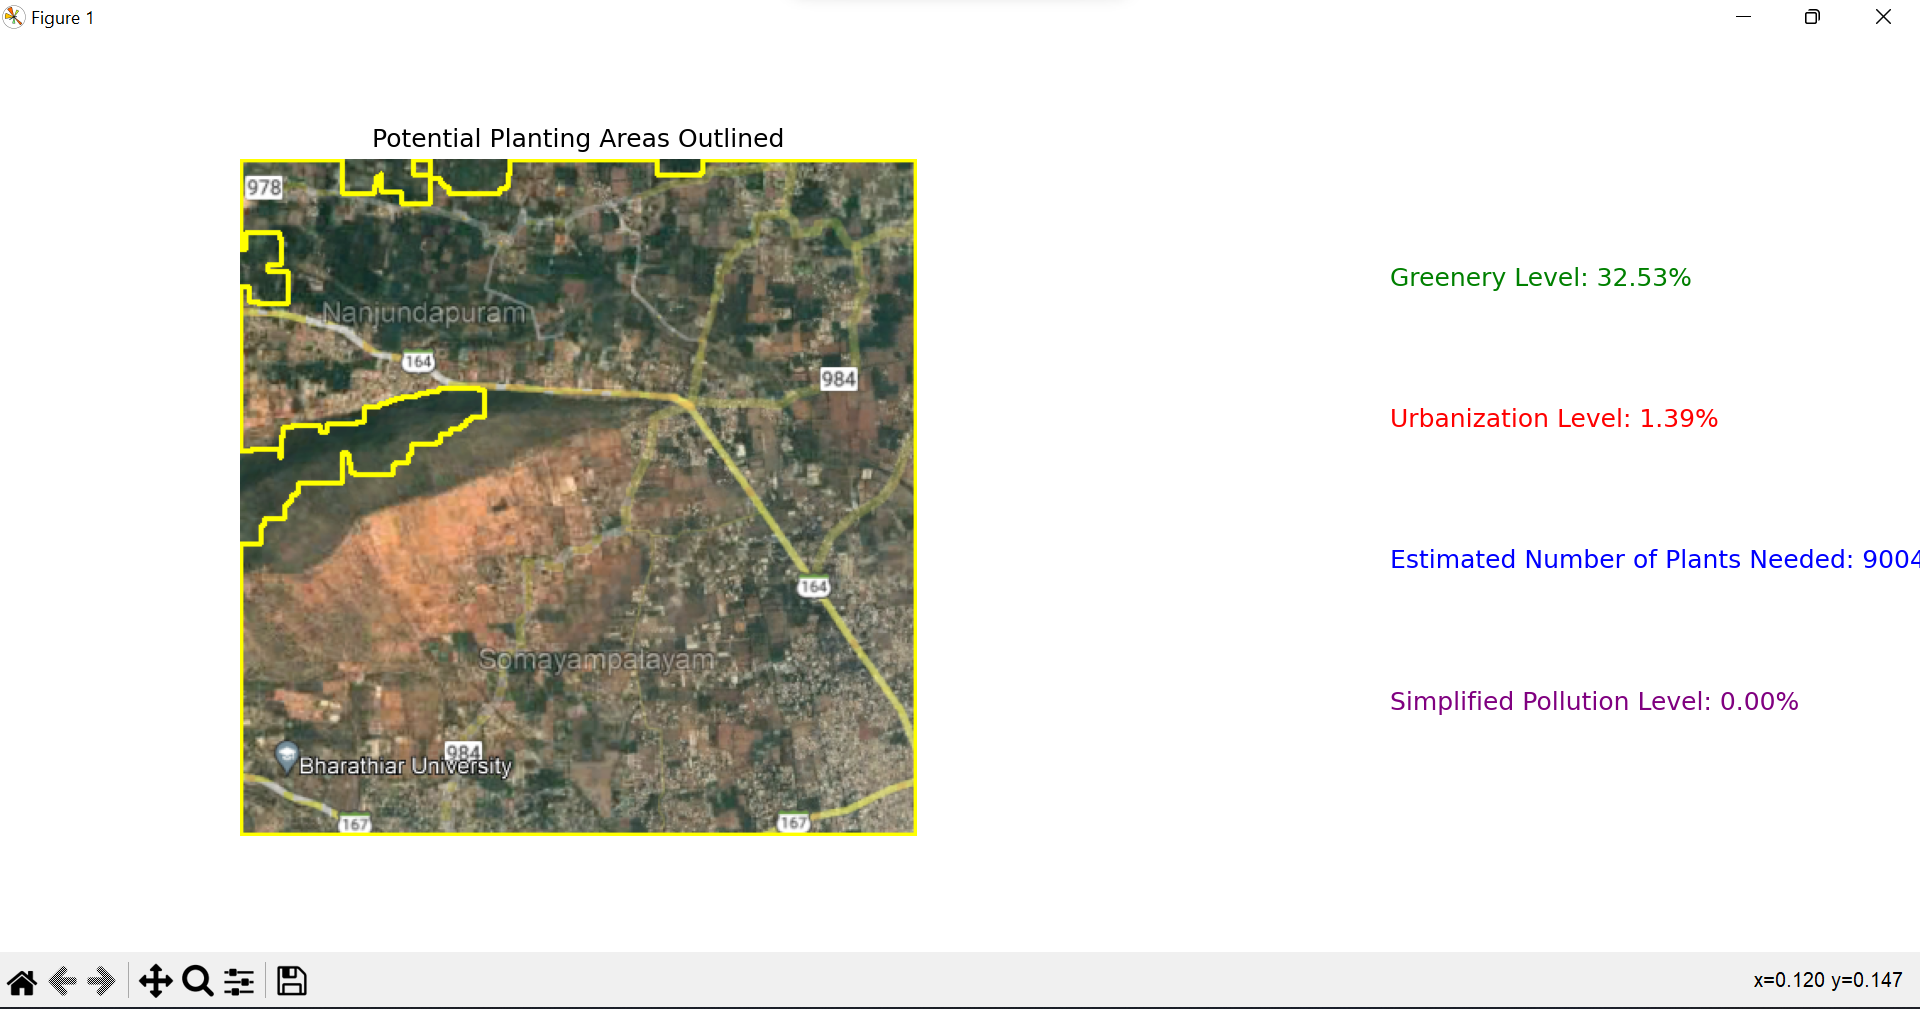 Figure 1
Potential Planting Areas Outlined
978
Nanjundapuram
164
984
164
Somayampalayam
984
Bharathiar University
167
167
Greenery Level: 32.53%
Urbanization Level: 1.39%
Estimated Number of Plants Needed: 9004
Simplified Pollution Level: 0.00%
x=0.120 y=0.147